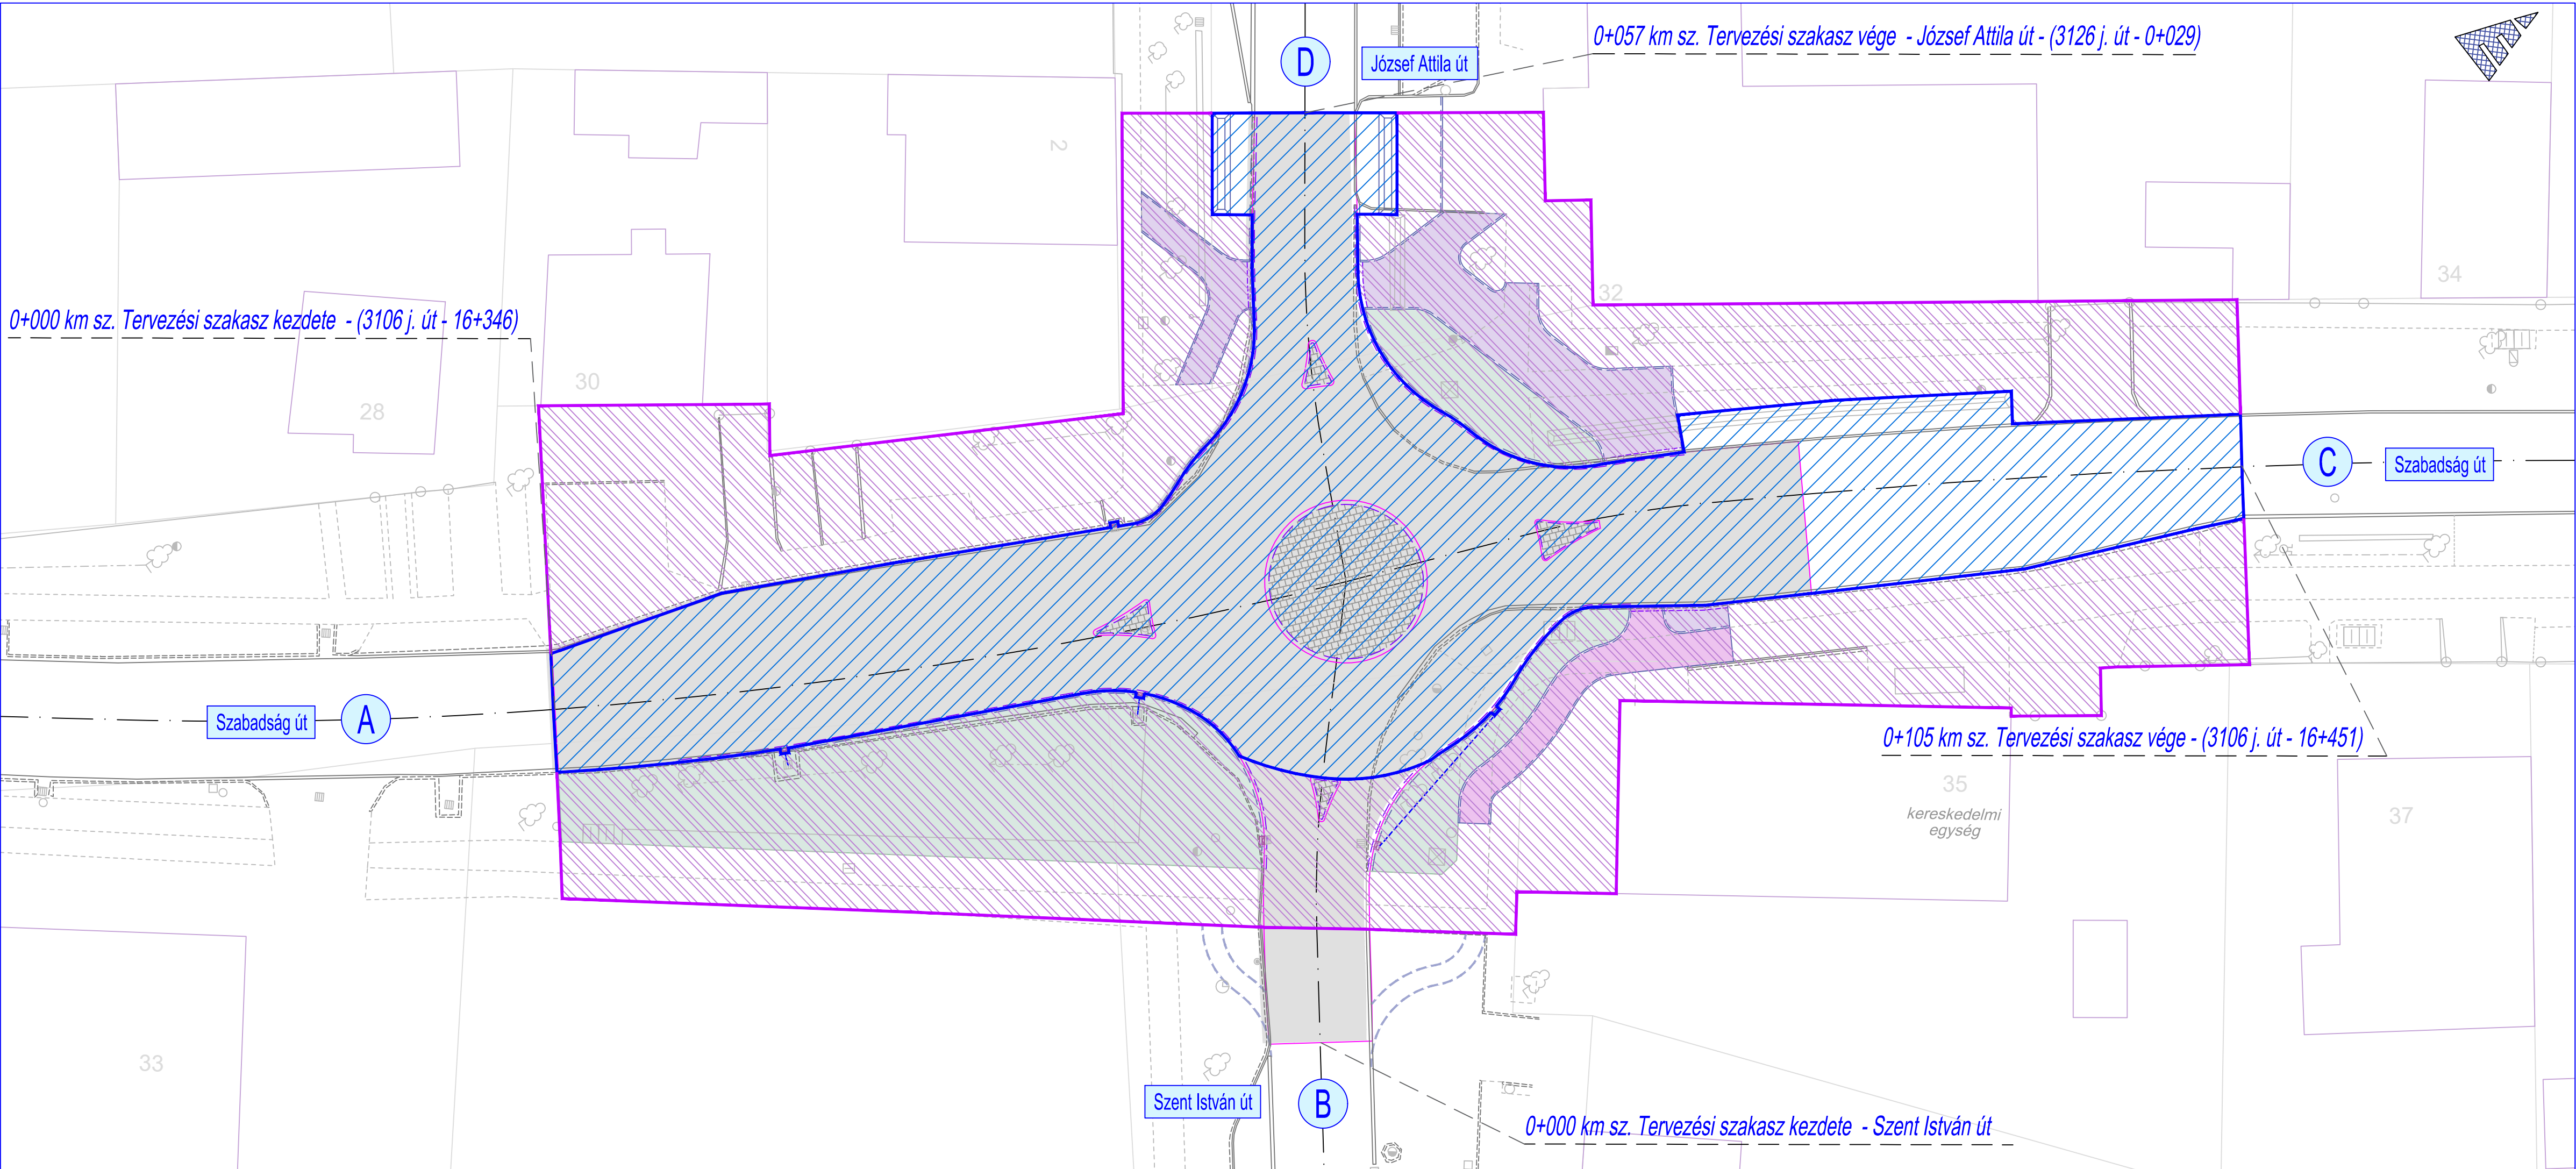 D
József Attila út
0+057 km sz. Tervezési szakasz vége - József Attila út - (3126 j. út - 0+029)
É
2
32
34
0+000 km sz. Tervezési szakasz kezdete - (3106 j. út - 16+346)
30
28
C
Szabadság út
Szabadság út
A
0+105 km sz. Tervezési szakasz vége - (3106 j. út - 16+451)
35
kereskedelmi
egység
37
33
Szent István út
B
0+000 km sz. Tervezési szakasz kezdete - Szent István út